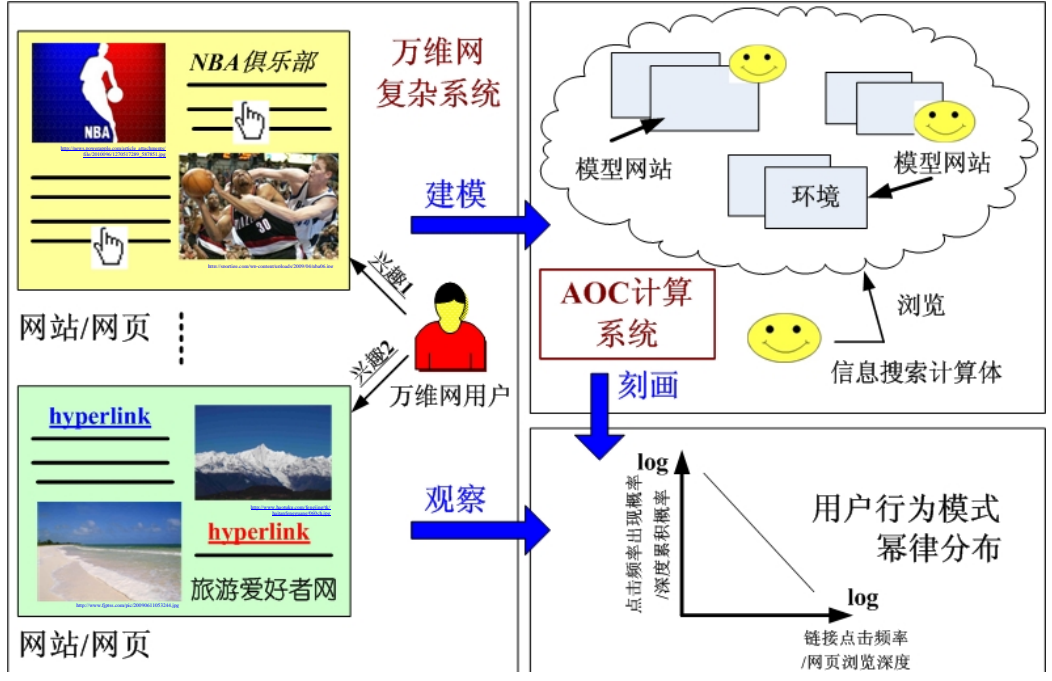 NBA俱乐部
万维网
复杂系统
NBA
30
网站/网页
兴趣1
兴趣2
万维网用户
hyperlink
hyperlink
旅游爱好者网
网站/网页
建模
观察
模型网站
模型网站
环境
浏览
信息搜索计算体
AOC计算
系统
刻画
log
点击频率出现概率
/深度累积概率
用户行为模式
幂律分布
log
链接点击频率
/网页浏览深度